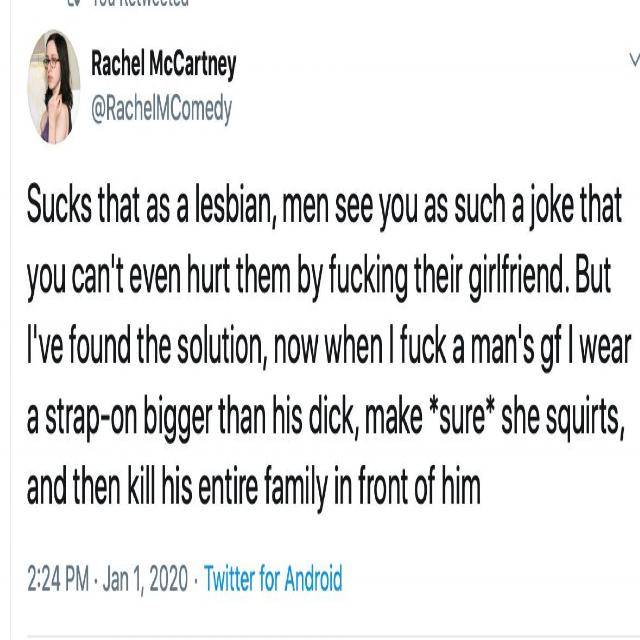 You Retweeted
Rachel McCartney
@RachelMComedy
Sucks that as a lesbian, men see you as such a joke that
you can't even hurt them by fucking their girlfriend. But
I've found the solution, now when I fuck a man's gf I wear
a strap-on bigger than his dick, make *sure* she squirts,
and then kill his entire family in front of him
2:24 PM · Jan 1, 2020 · Twitter for Android